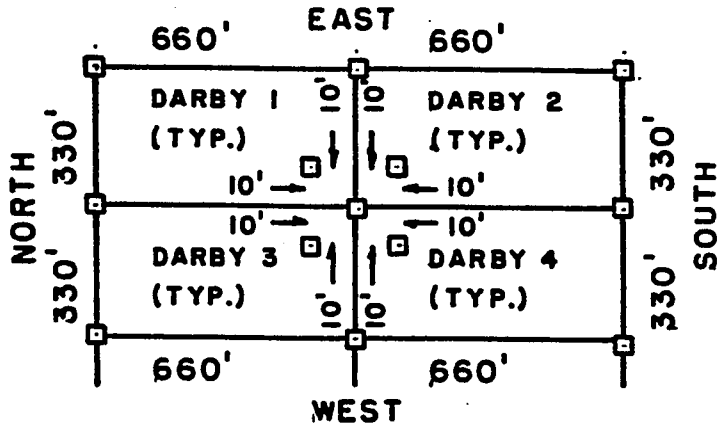 EAST
660' 660'
DARBY 1 10' 10' DARBY 2
(TYP.) (TYP.)
330' 330'
10' 10'
NORTH SOUTH
10' 10'
DARBY 3 DARBY 4
(TYP.) (TYP.)
330' 330'
10' 10'
660' 660'
WEST